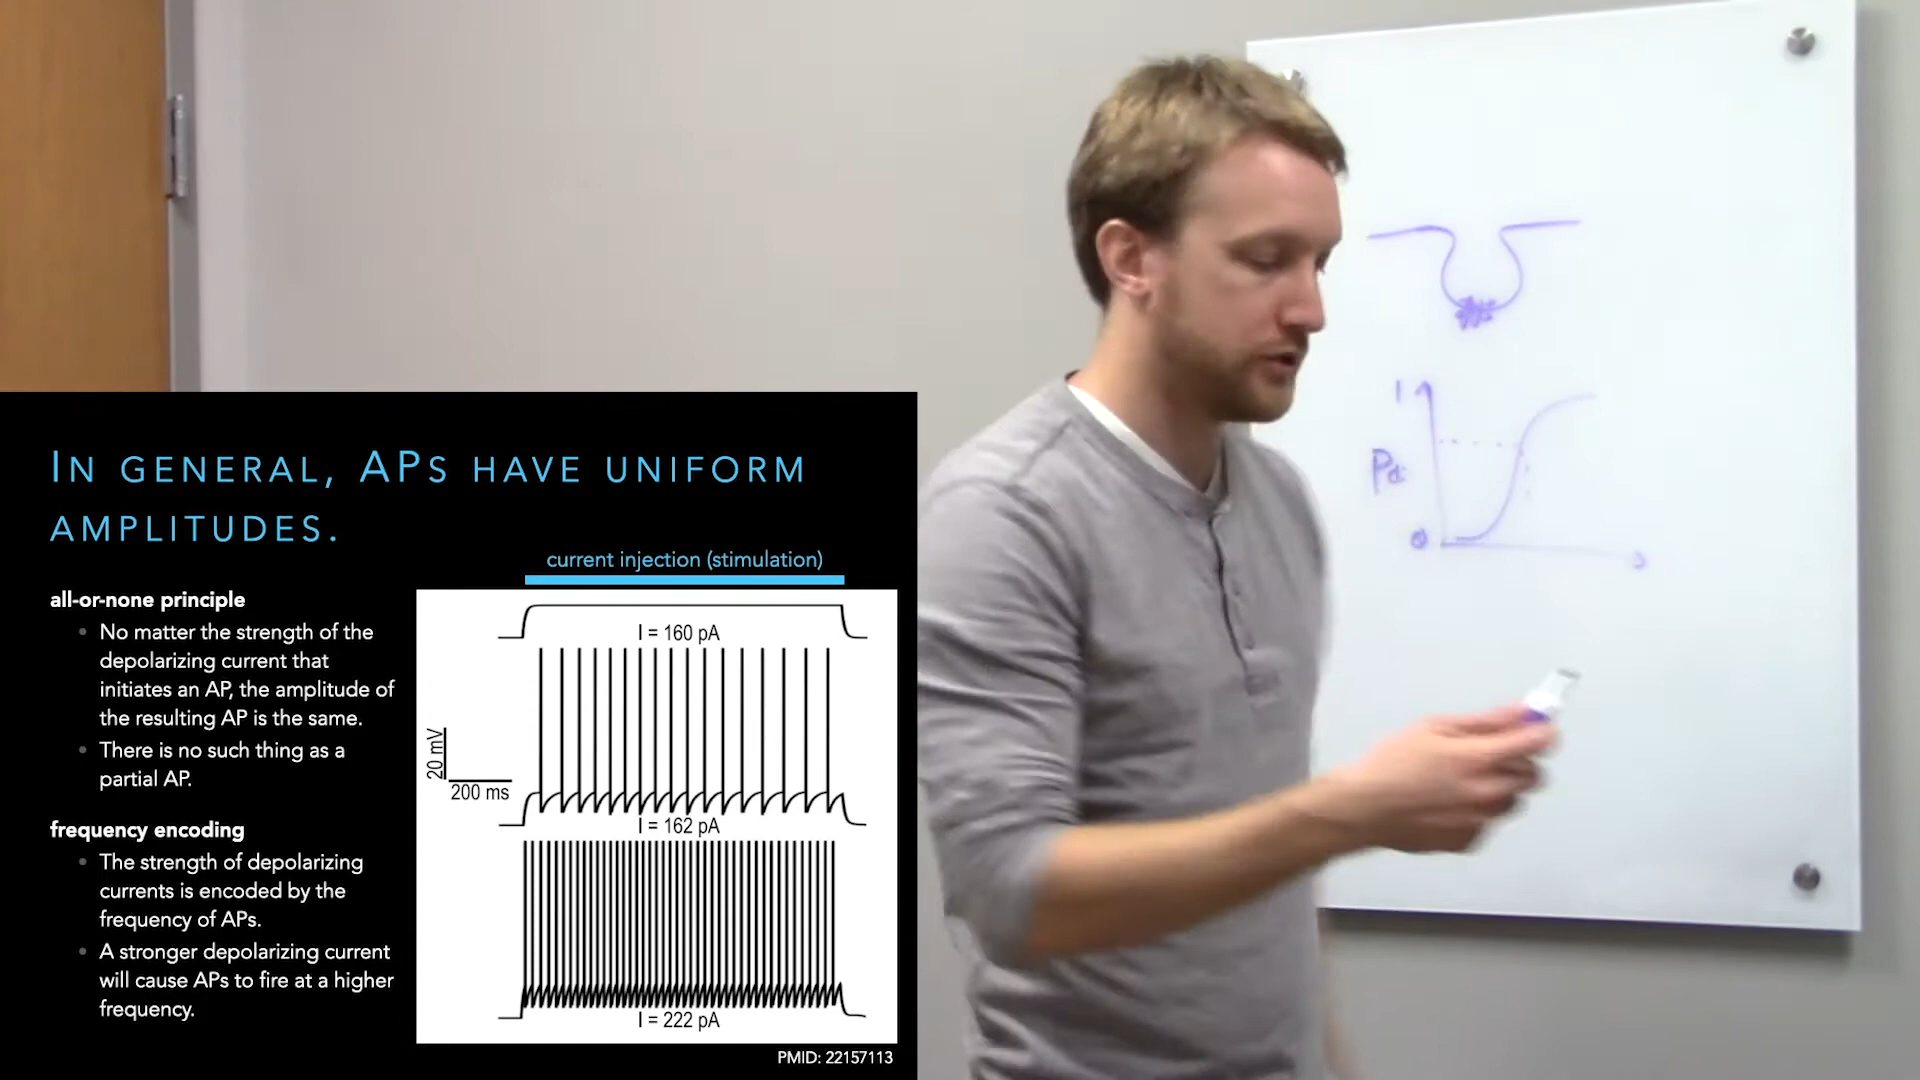 IN GENERAL, APS HAVE UNIFORM
AMPLITUDES.
current injection (stimulation)
all-or-none principle
• No matter the strength of the
depolarizing current that
initiates an AP, the amplitude of
the resulting AP is the same.
• There is no such thing as a
partial AP.
frequency encoding
• The strength of depolarizing
currents is encoded by the
frequency of APs.
• A stronger depolarizing current
will cause APs to fire at a higher
frequency.
I = 160 pA
20 mV
200 ms
I = 162 pA
I = 222 pA
PMID: 22157113
1
0